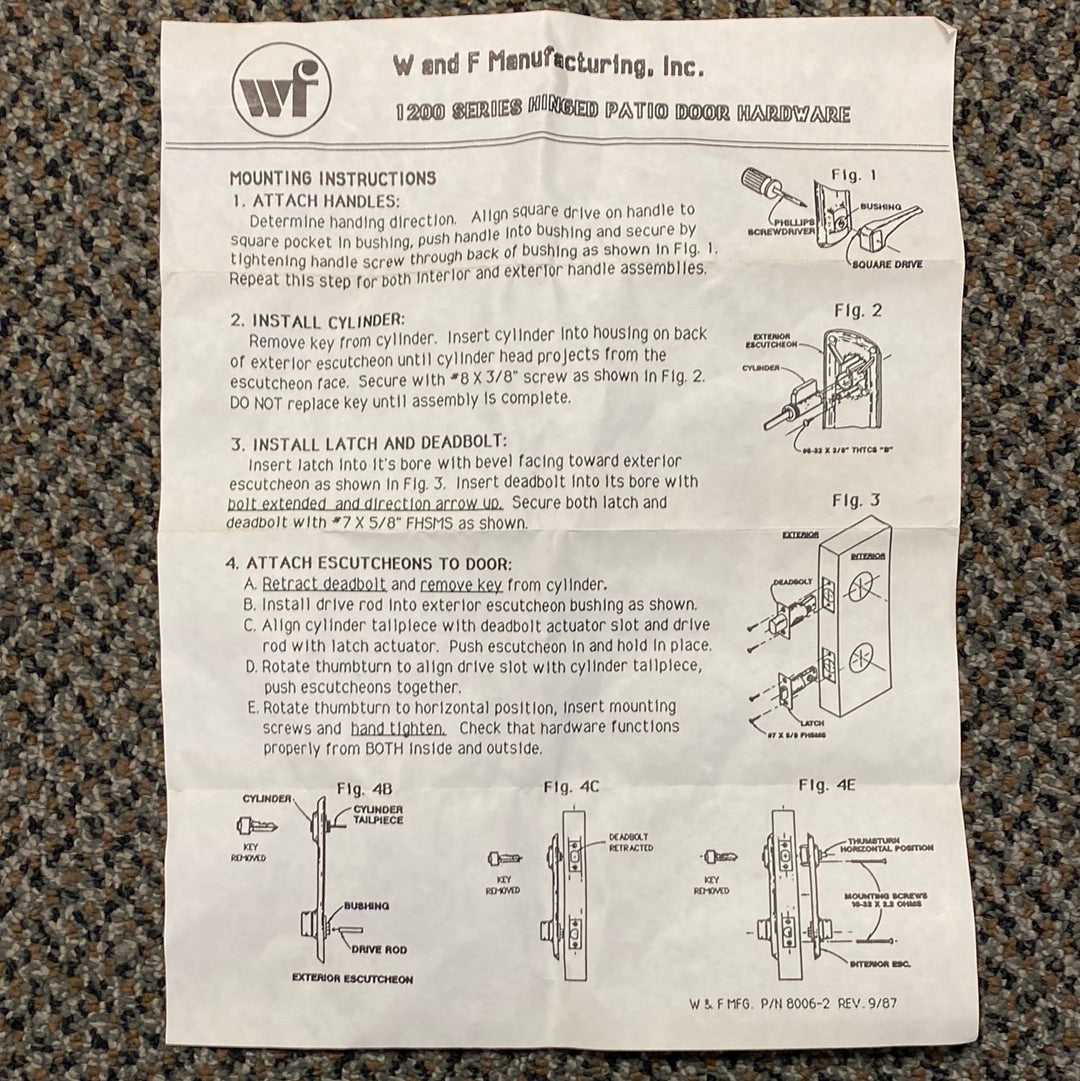 wf
W and F Manufacturing, Inc.
1200 SERIES HINGED PATIO DOOR HARDWARE
MOUNTING INSTRUCTIONS
1. ATTACH HANDLES:
Determine handing direction. Align square drive on handle to
square pocket in bushing, push handle into bushing and secure by
tightening handle screw through back of bushing as shown in Fig. 1.
Repeat this step for both interior and exterior handle assemblies.
Fig. 1
BUSHING
PHILLIPS
SCREWDRIVER
SQUARE DRIVE
2. INSTALL CYLINDER:
Remove key from cylinder. Insert cylinder into housing on back
of exterior escutcheon until cylinder head projects from the
escutcheon face. Secure with #8 X 3/8" screw as shown in Fig. 2.
DO NOT replace key until assembly is complete.
Fig. 2
EXTERIOR
ESCUTCHEON
CYLINDER
X 3/8" THTCS "B"
3. INSTALL LATCH AND DEADBOLT:
Insert latch into it's bore with bevel facing toward exterior
escutcheon as shown in Fig. 3. Insert deadbolt into its bore with
bolt extended and direction arrow up. Secure both latch and
deadbolt with #7 X 5/8" FHSMS as shown.
Fig. 3
EXTERIOR
INTERIOR
DEADBOLT
LATCH
#7 X 5/8 FHSMS
4. ATTACH ESCUTCHEONS TO DOOR:
A. Retract deadbolt and remove key from cylinder.
B. Install drive rod into exterior escutcheon bushing as shown.
C. Align cylinder tailpiece with deadbolt actuator slot and drive
rod with latch actuator. Push escutcheon in and hold in place.
D. Rotate thumbturn to align drive slot with cylinder tailpiece,
push escutcheons together.
E. Rotate thumbturn to horizontal position, insert mounting
screws and hand tighten. Check that hardware functions
properly from BOTH inside and outside.
Fig. 4B
CYLINDER
CYLINDER
TAILPIECE
KEY
REMOVED
BUSHING
DRIVE ROD
EXTERIOR ESCUTCHEON
Fig. 4C
DEADBOLT
RETRACTED
KEY
REMOVED
Fig. 4E
THUMBTURN
HORIZONTAL POSITION
KEY
REMOVED
MOUNTING SCREWS
10-32 X 2.2 OHMS
INTERIOR ESC.
W & F MFG. P/N 8006-2 REV. 9/87